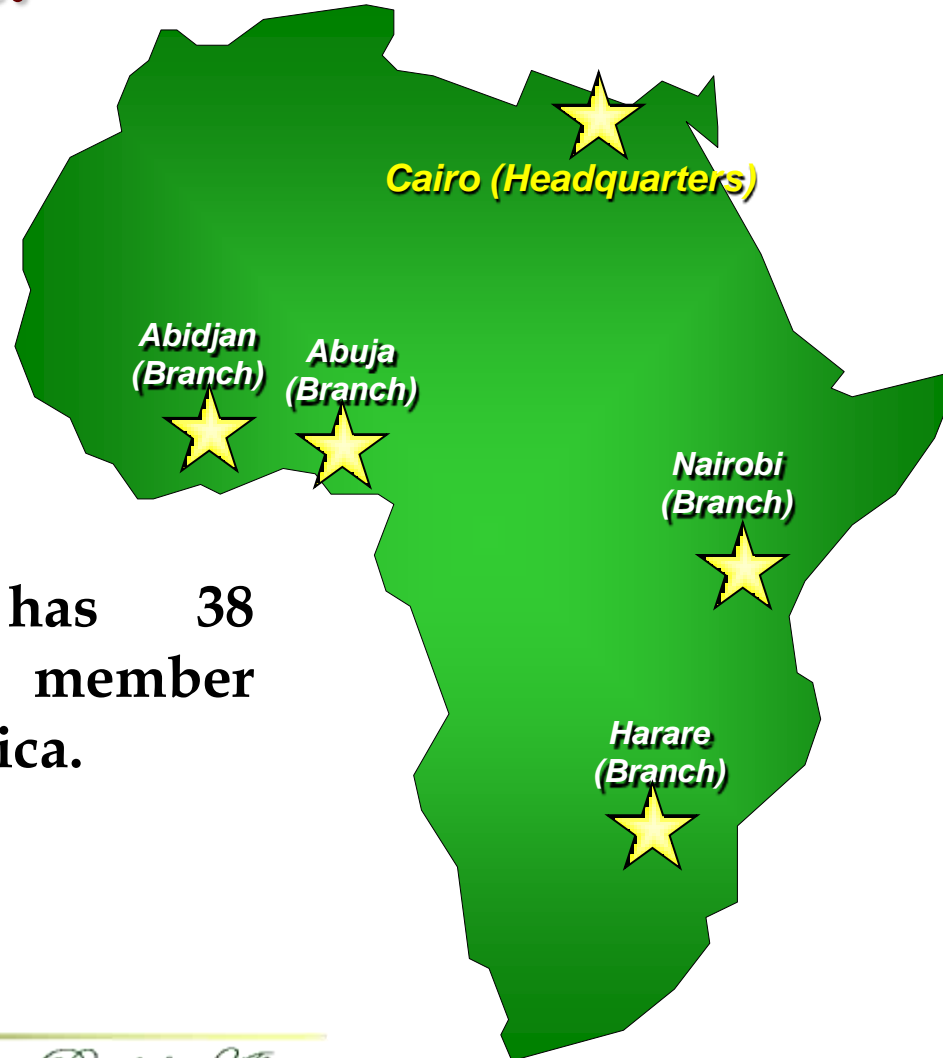 Cairo (Headquarters)
Abidjan
(Branch)
Abuja
(Branch)
Nairobi
(Branch)
has 38
member
ica.
Harare
(Branch)